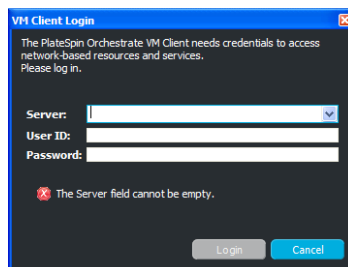 VM Client Login
The PlateSpin Orchestrate VM Client needs credentials to access
network-based resources and services.
Please log in.
Server:
User ID:
Password:
The Server field cannot be empty.
Login Cancel